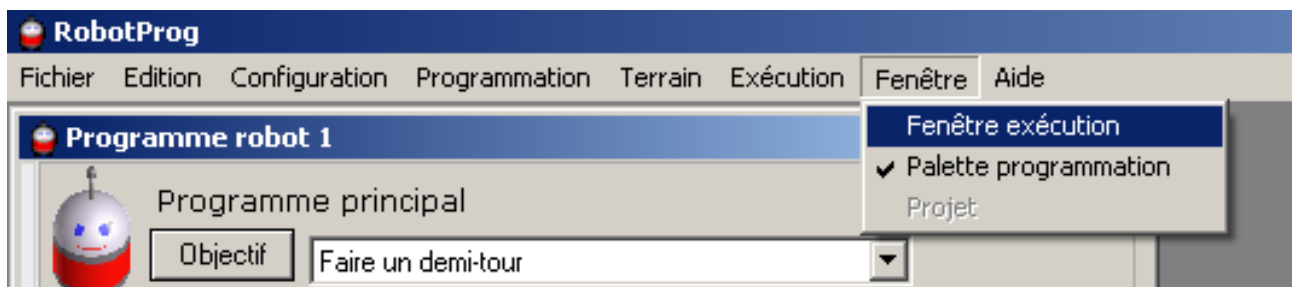 RobotProg
Fichier Edition Configuration Programmation Terrain Exécution Fenêtre Aide
Programme robot 1
Fenêtre exécution
Palette programmation
Projet
Programme principal
Objectif Faire un demi-tour